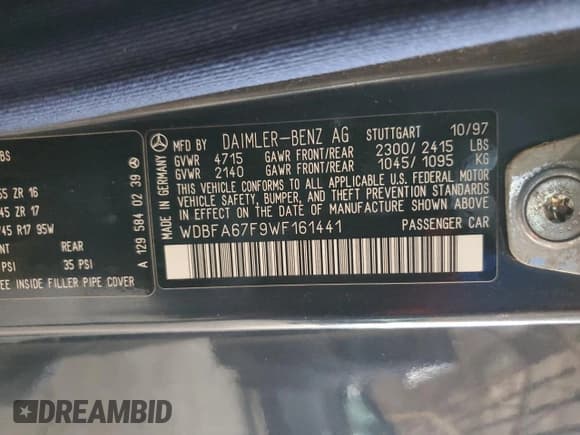 BS
55 ZR 16
45 ZR 17
45 R17 95W
FRONT REAR
PSI 35 PSI
EE INSIDE FILLER PIPE COVER
A 129 584 02 39
MADE IN GERMANY
MFD BY DAIMLER-BENZ AG STUTTGART 10/97
GVWR 4715 GAWR FRONT/REAR 2300/ 2415 LBS
GVWR 2140 GAWR FRONT/REAR 1045/ 1095 KG
THIS VEHICLE CONFORMS TO ALL APPLICABLE U.S. FEDERAL MOTOR
VEHICLE SAFETY, BUMPER, AND THEFT PREVENTION STANDARDS
IN EFFECT ON THE DATE OF MANUFACTURE SHOWN ABOVE.
WDBFA67F9WF161441 PASSENGER CAR
DREAMBID